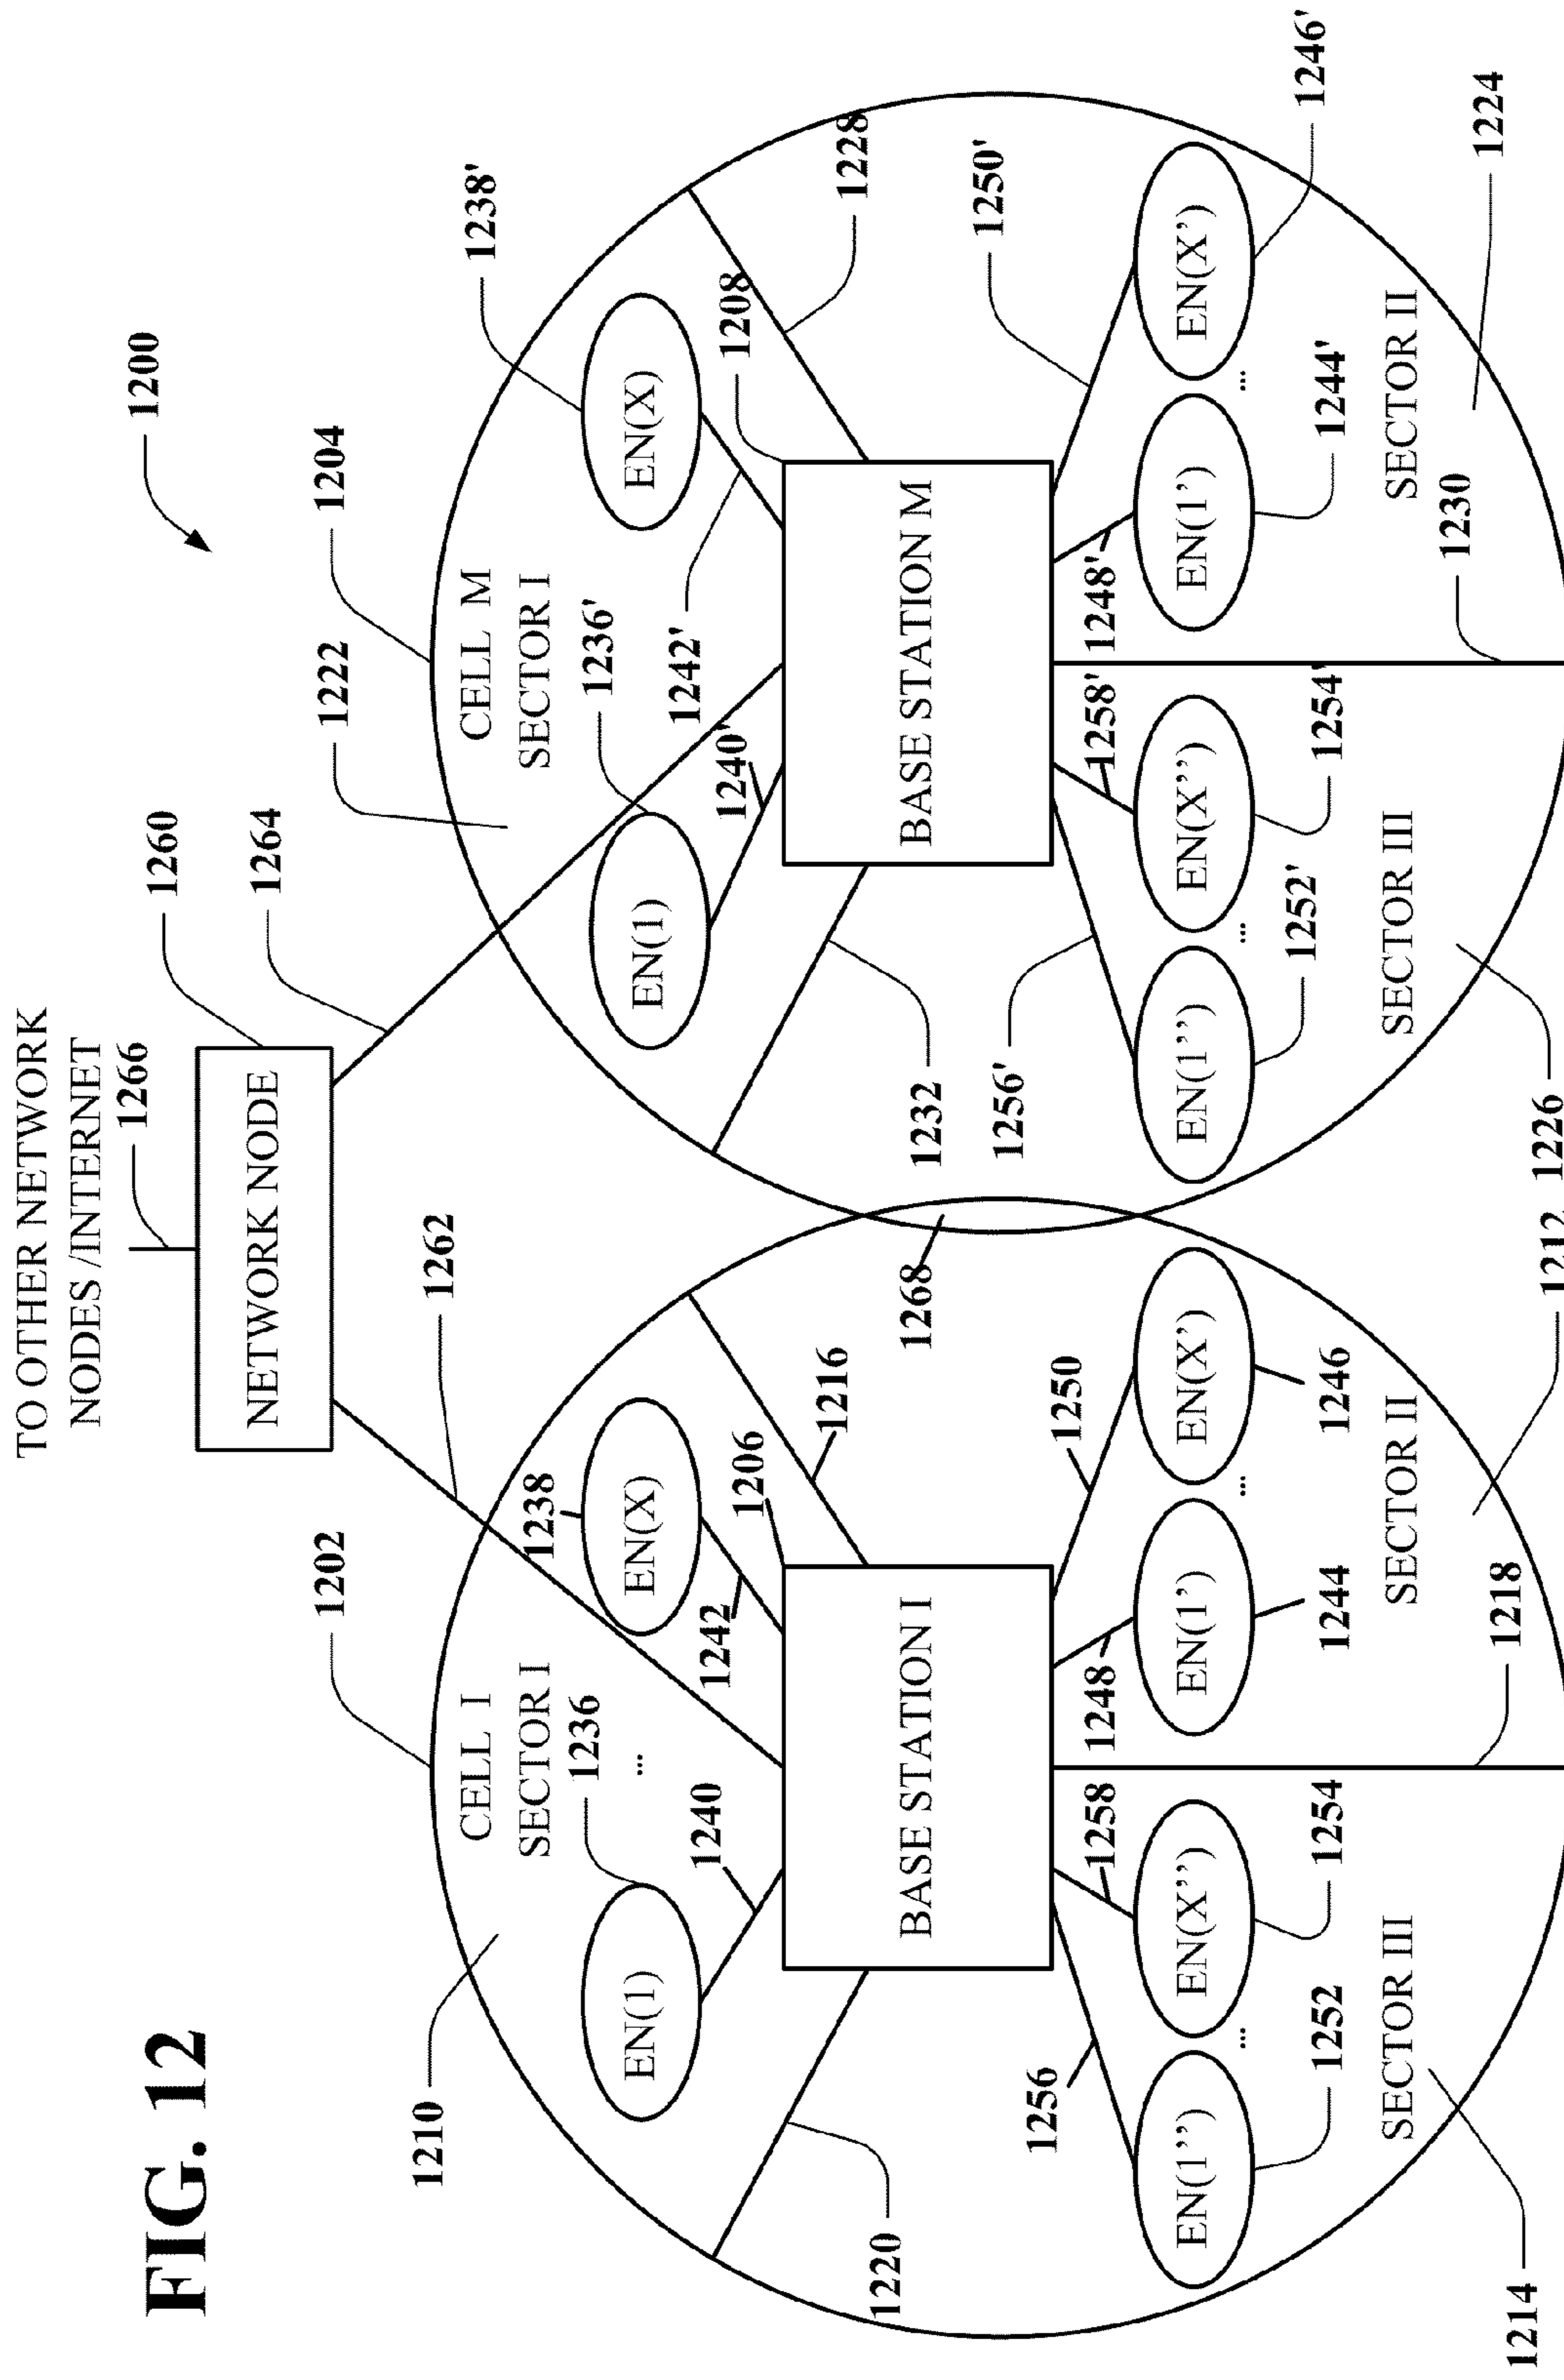 FIG. 12
TO OTHER NETWORK
NODES /INTERNET
1266
1260
NETWORK NODE
1200
1262
1264
1202
1204
1210
1222
CELL I
SECTOR I
CELL M
SECTOR I
1236
...
1238
1236'
1238'
EN(1)
EN(X)
EN(1)
EN(X)
1240
1242
1206
1240'
1242'
1208
1220
1216
1232
1228
BASE STATION I
BASE STATION M
1268
1256
1258
1248
1250
1256'
1258'
1248'
1250'
EN(1'')
...
EN(X'')
EN(1')
...
EN(X')
EN(1'')
...
EN(X'')
EN(1')
...
EN(X')
1252
1254
1244
1246
1252'
1254'
1244'
1246'
SECTOR III
SECTOR II
SECTOR III
SECTOR II
1218
1230
1214
1212
1226
1224